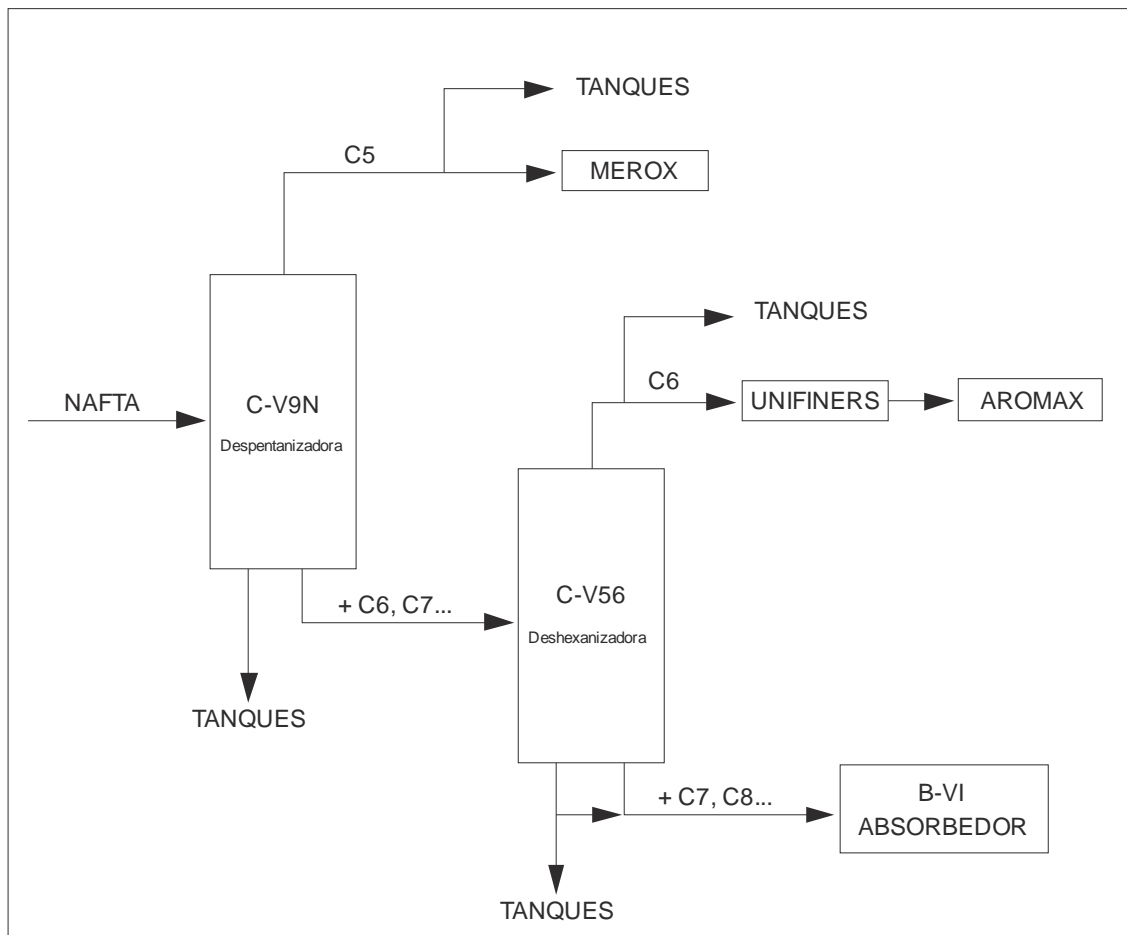 TANQUES
C5
MEROX
TANQUES
C6
NAFTA
C-V9N
UNIFINERS
AROMAX
Despentanizadora
+ C6, C7...
C-V56
Deshexanizadora
TANQUES
+ C7, C8...
B-VI
ABSORBEDOR
TANQUES